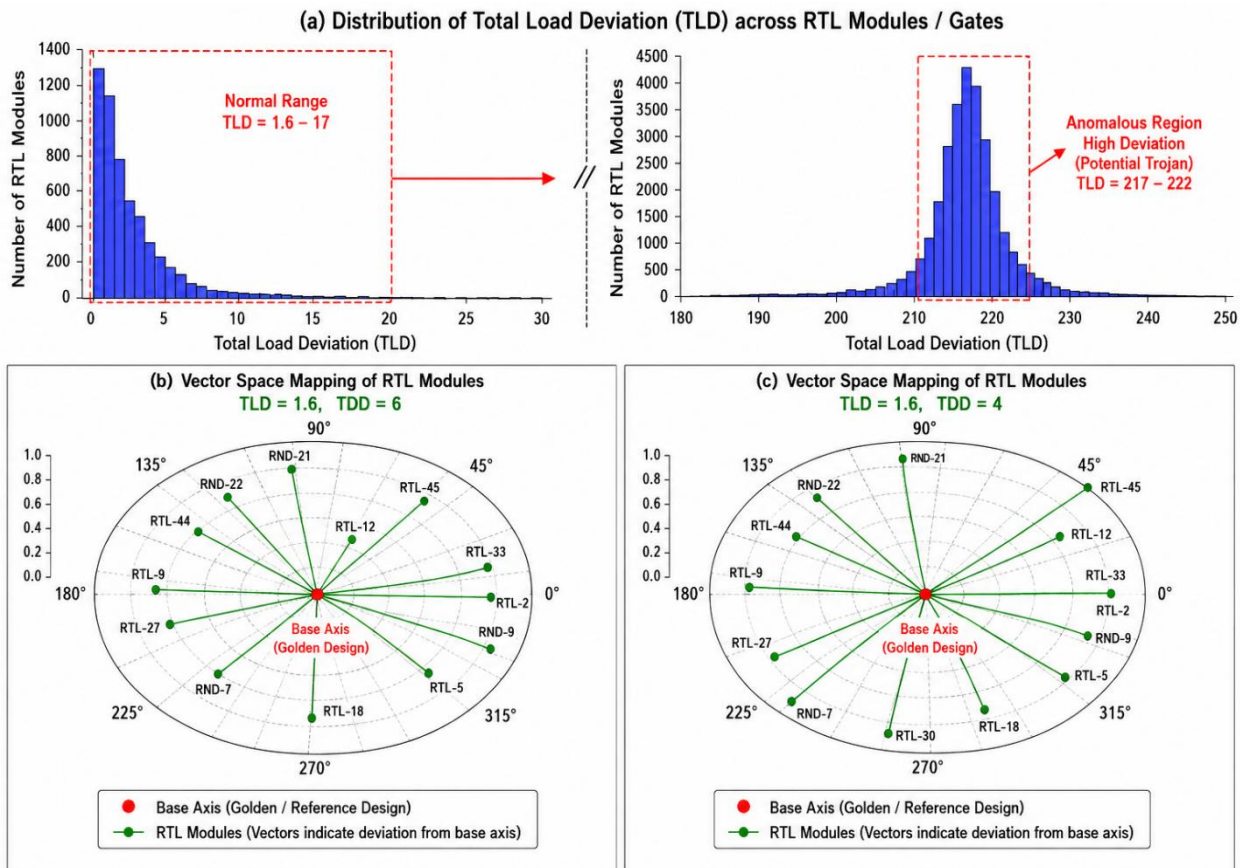 (a) Distribution of Total Load Deviation (TLD) across RTL Modules / Gates
Number of RTL Modules
1400
1200
1000
800
600
400
200
0
Normal Range
TLD = 1.6 – 17
0 5 10 15 20 25 30
Total Load Deviation (TLD)
//
Number of RTL Modules
4500
4000
3500
3000
2500
2000
1500
1000
500
0
Anomalous Region
High Deviation
(Potential Trojan)
TLD = 217 – 222
180 190 200 210 220 230 240 250
Total Load Deviation (TLD)
(b) Vector Space Mapping of RTL Modules
TLD = 1.6, TDD = 6
90°
135°
45°
1.0
0.8
0.6
0.4
0.2
0.0
RND-21
RND-22
RTL-45
RTL-44
RTL-12
RTL-33
RTL-9
180°
0°
RTL-2
RTL-27
Base Axis
(Golden Design)
RND-9
RND-7
RTL-5
RTL-18
225°
315°
270°
Base Axis (Golden / Reference Design)
RTL Modules (Vectors indicate deviation from base axis)
(c) Vector Space Mapping of RTL Modules
TLD = 1.6, TDD = 4
90°
135°
45°
1.0
0.8
0.6
0.4
0.2
0.0
RND-21
RND-22
RTL-45
RTL-44
RTL-12
RTL-9
RTL-33
180°
0°
RTL-2
RTL-27
Base Axis
(Golden Design)
RND-9
RTL-5
RND-7
RTL-30
RTL-18
225°
315°
270°
Base Axis (Golden / Reference Design)
RTL Modules (Vectors indicate deviation from base axis)